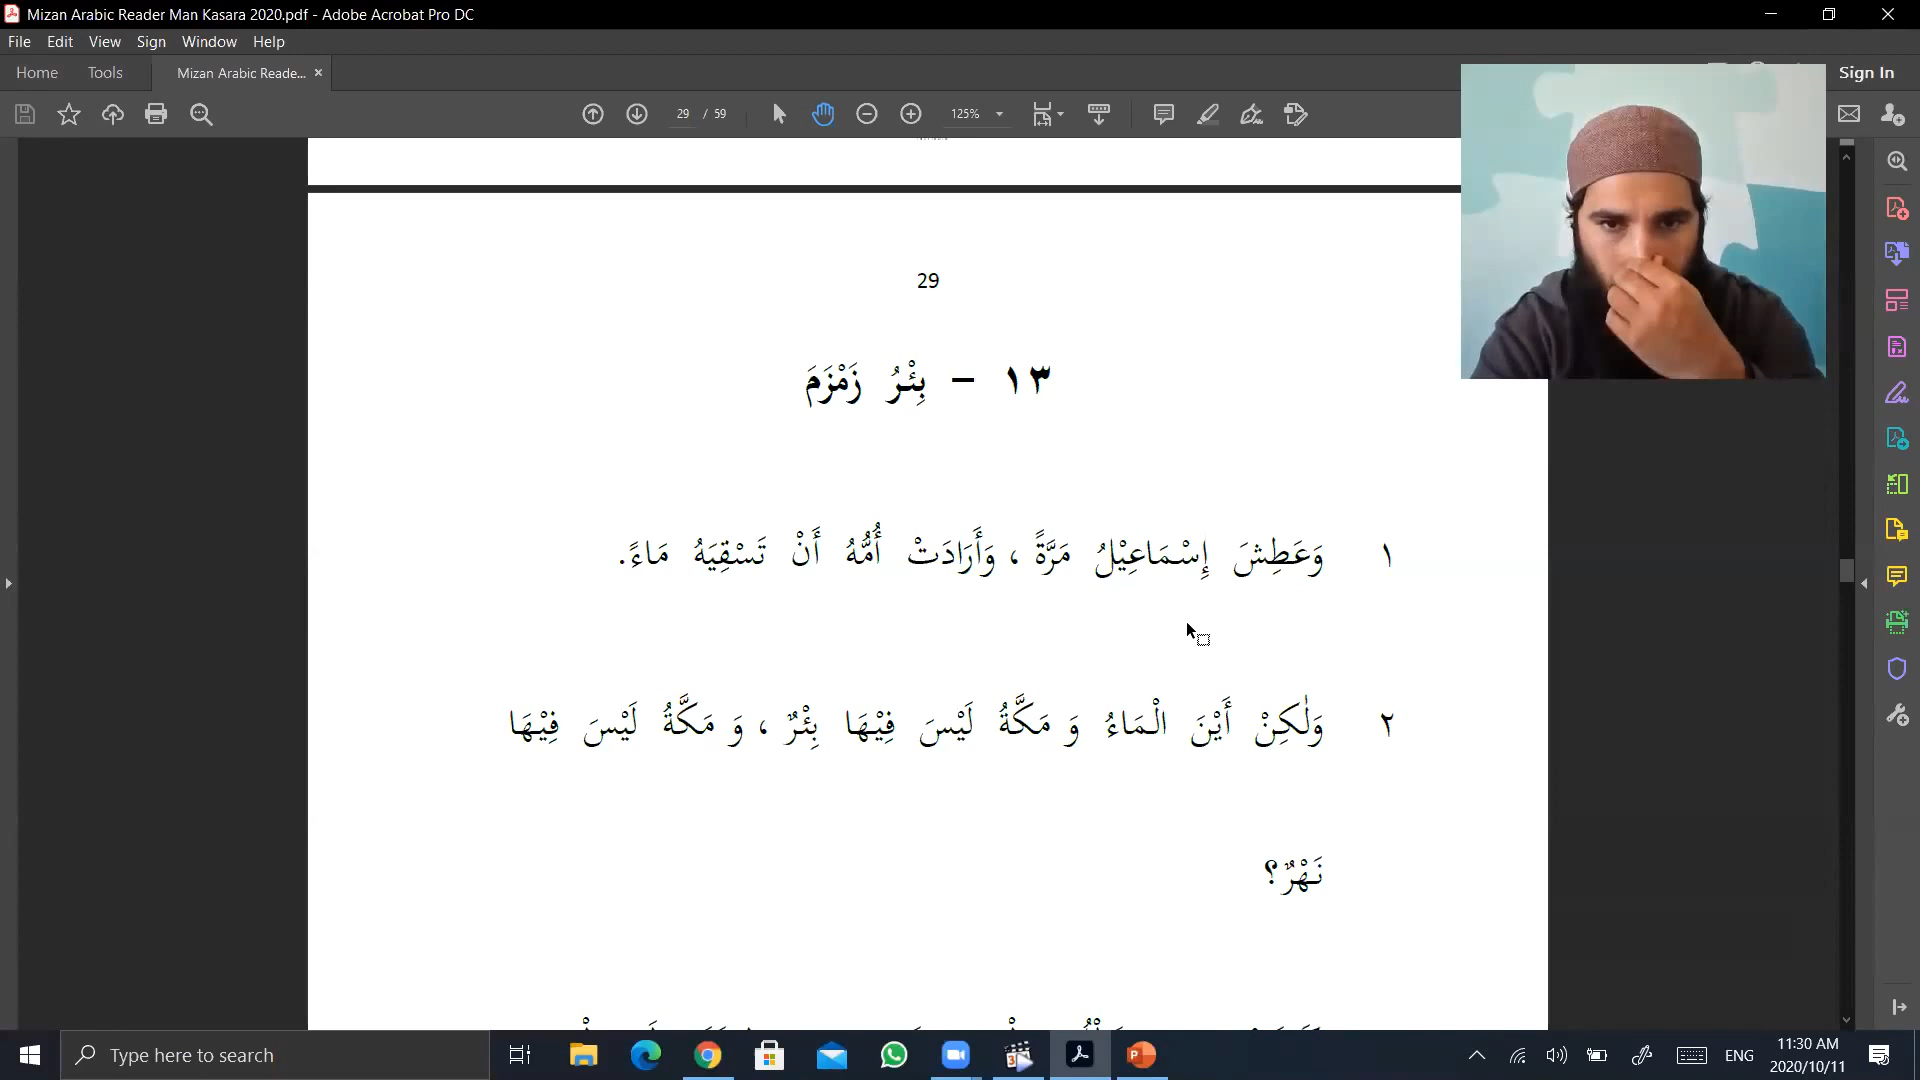 Mizan Arabic Reader Man Kasara 2020.pdf - Adobe Acrobat Pro DC
File Edit View Sign Window Help
Home Tools Mizan Arabic Reade... × Sign In
29 / 59 125%
29
١٣ – بِئْرُ زَمْزَمَ
١ وَعَطِشَ إِسْمَاعِيْلُ مَرَّةً ، وَأَرَادَتْ أُمُّهُ أَنْ تَسْقِيَهُ مَاءً.
٢ وَلٰكِنْ أَيْنَ الْمَاءُ وَ مَكَّةُ لَيْسَ فِيْهَا بِئْرٌ ، وَ مَكَّةُ لَيْسَ فِيْهَا
نَهْرٌ؟
Type here to search
ENG
11:30 AM
2020/10/11